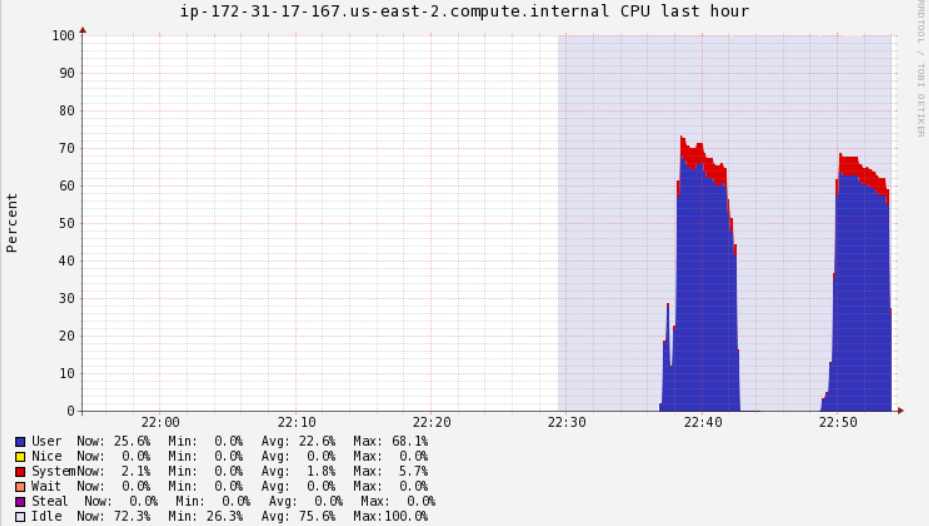 ip-172-31-17-167.us-east-2.compute.internal CPU last hour
RRDTOOL / TOBI OETIKER
Percent
100
90
80
70
60
50
40
30
20
10
0
22:00 22:10 22:20 22:30 22:40 22:50
User Now: 25.6% Min: 0.0% Avg: 22.6% Max: 68.1%
Nice Now: 0.0% Min: 0.0% Avg: 0.0% Max: 0.0%
SystemNow: 2.1% Min: 0.0% Avg: 1.8% Max: 5.7%
Wait Now: 0.0% Min: 0.0% Avg: 0.0% Max: 0.0%
Steal Now: 0.0% Min: 0.0% Avg: 0.0% Max: 0.0%
Idle Now: 72.3% Min: 26.3% Avg: 75.6% Max:100.0%